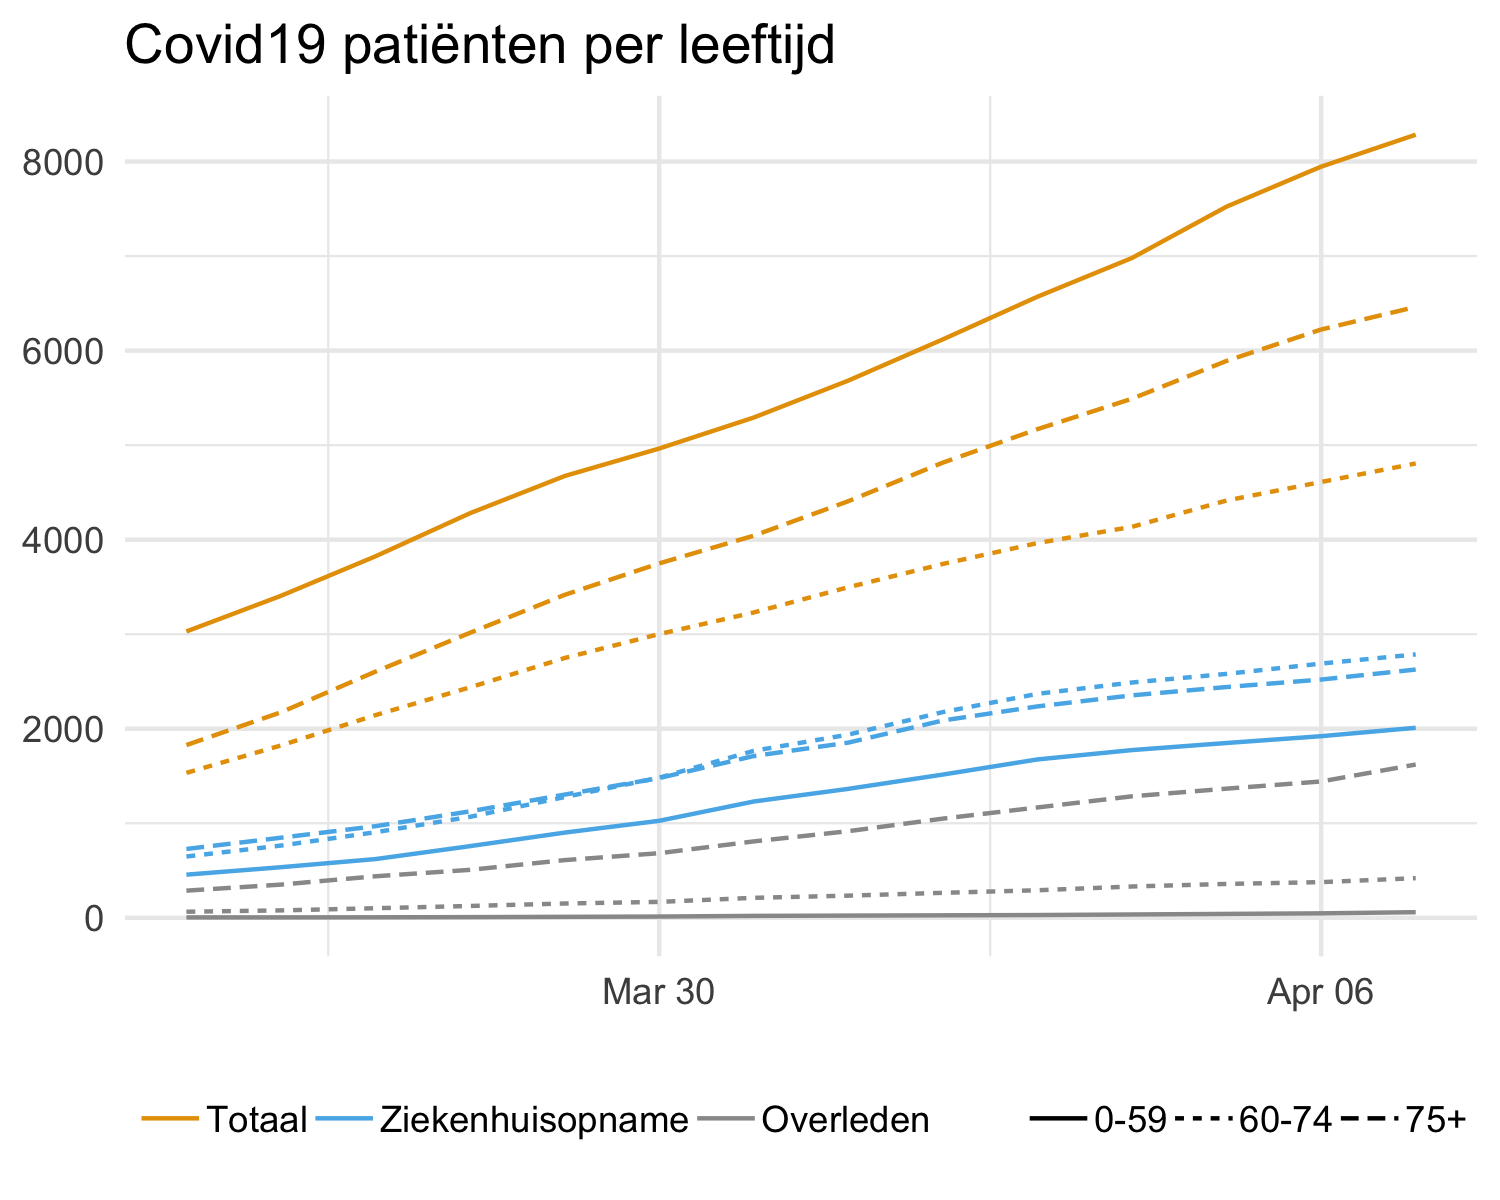 Covid19 patiënten per leeftijd
8000
6000
4000
2000
0
Mar 30 Apr 06
Totaal Ziekenhuisopname Overleden 0-59 60-74 75+